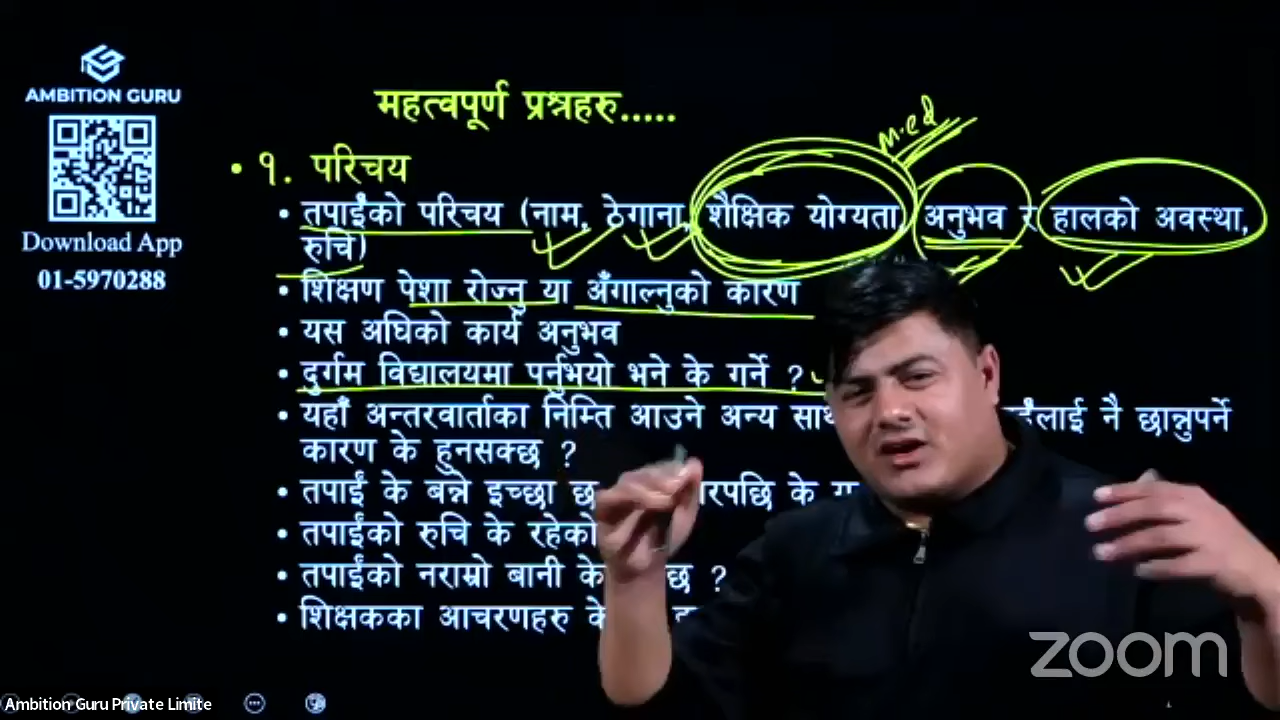 AMBITION GURU
Download App
01-5970288
महत्वपूर्ण प्रश्नहरु.....
M.ed
• १. परिचय
• तपाईंको परिचय (नाम, ठेगाना, शैक्षिक योग्यता, अनुभव र हालको अवस्था,
रुचि)
• शिक्षण पेशा रोज्नु या अँगाल्नुको कारण
• यस अघिको कार्य अनुभव
• दुर्गम विद्यालयमा पर्नुभयो भने के गर्ने ?
• यहाँ अन्तरवार्ताका निम्ति आउने अन्य नै छान्नुपर्ने
कारण के हुनसक्छ ?
• तपाईं के बन्ने इच्छा के
• तपाईंको रुचि के
• तपाईंको नराम्रो बानी के ?
• शिक्षकका आचरणहरु
zoom
Ambition Guru Private Limite